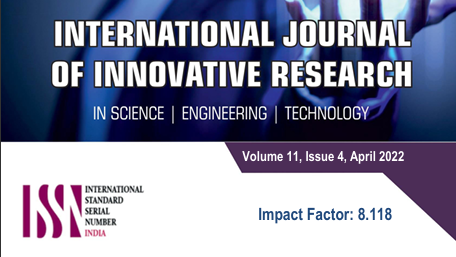 INTERNATIONAL JOURNAL
OF INNOVATIVE RESEARCH
IN SCIENCE | ENGINEERING | TECHNOLOGY
Volume 11, Issue 4, April 2022
ISSN
INTERNATIONAL
STANDARD
SERIAL
NUMBER
INDIA
Impact Factor: 8.118